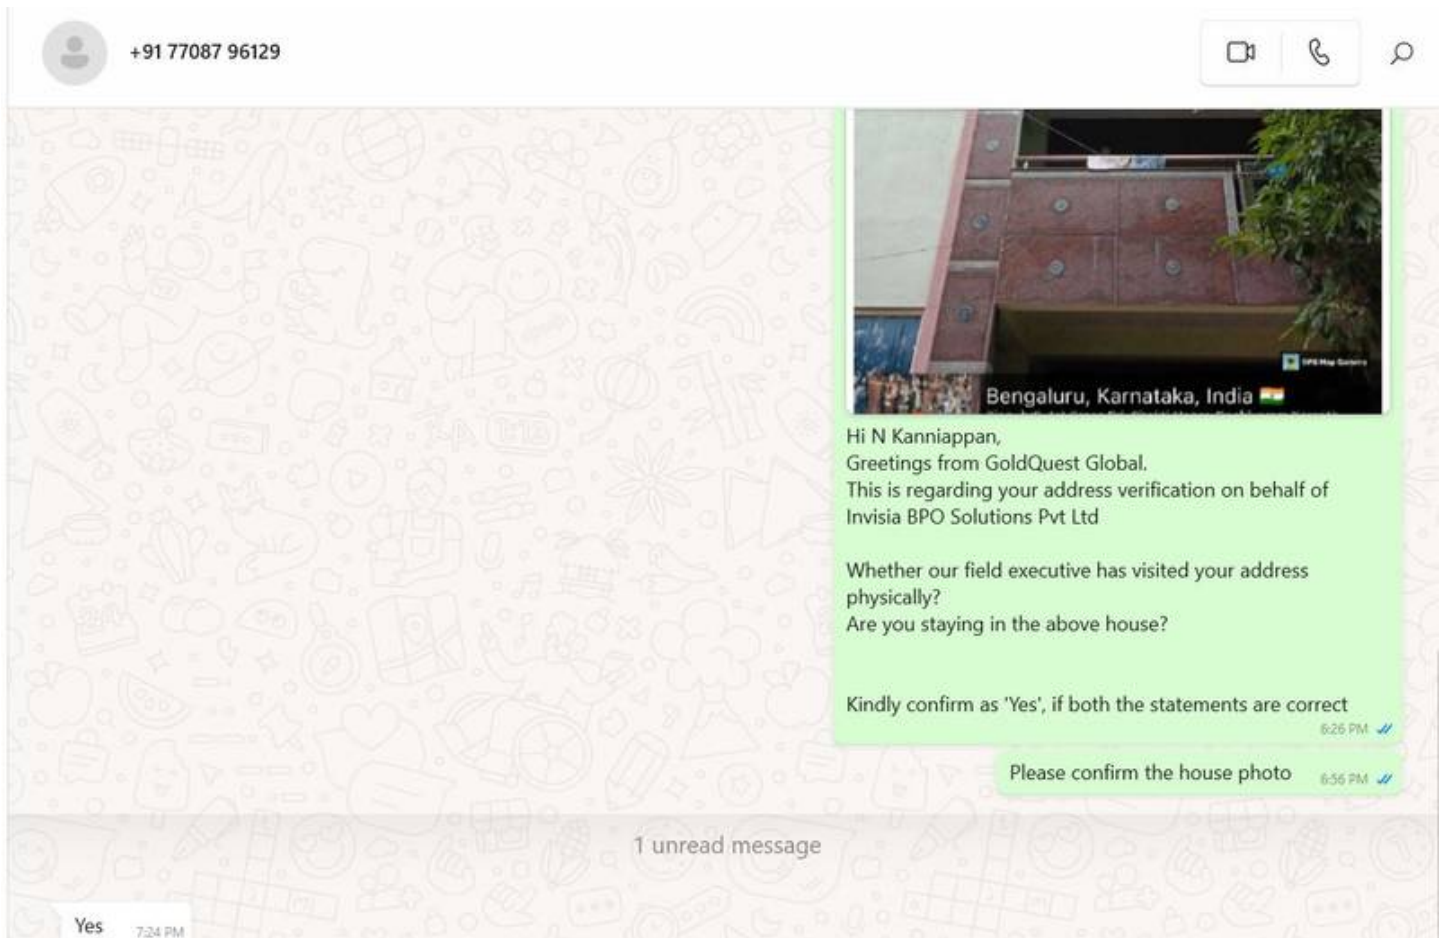 +91 77087 96129
GPS Map Camera
Bengaluru, Karnataka, India
Hi N Kanniappan,
Greetings from GoldQuest Global.
This is regarding your address verification on behalf of
Invisia BPO Solutions Pvt Ltd
Whether our field executive has visited your address
physically?
Are you staying in the above house?
Kindly confirm as 'Yes', if both the statements are correct
6:26 PM
Please confirm the house photo 6:56 PM
1 unread message
Yes 7:24 PM